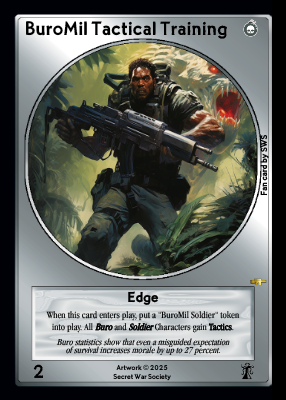 BuroMil Tactical Training
Fan card by SWS
Edge
When this card enters play, put a "BuroMil Soldier" token
into play. All Buro and Soldier Characters gain Tactics.
Buro statistics show that even a misguided expectation
of survival increases morale by up to 27 percent.
2
Artwork © 2025
Secret War Society